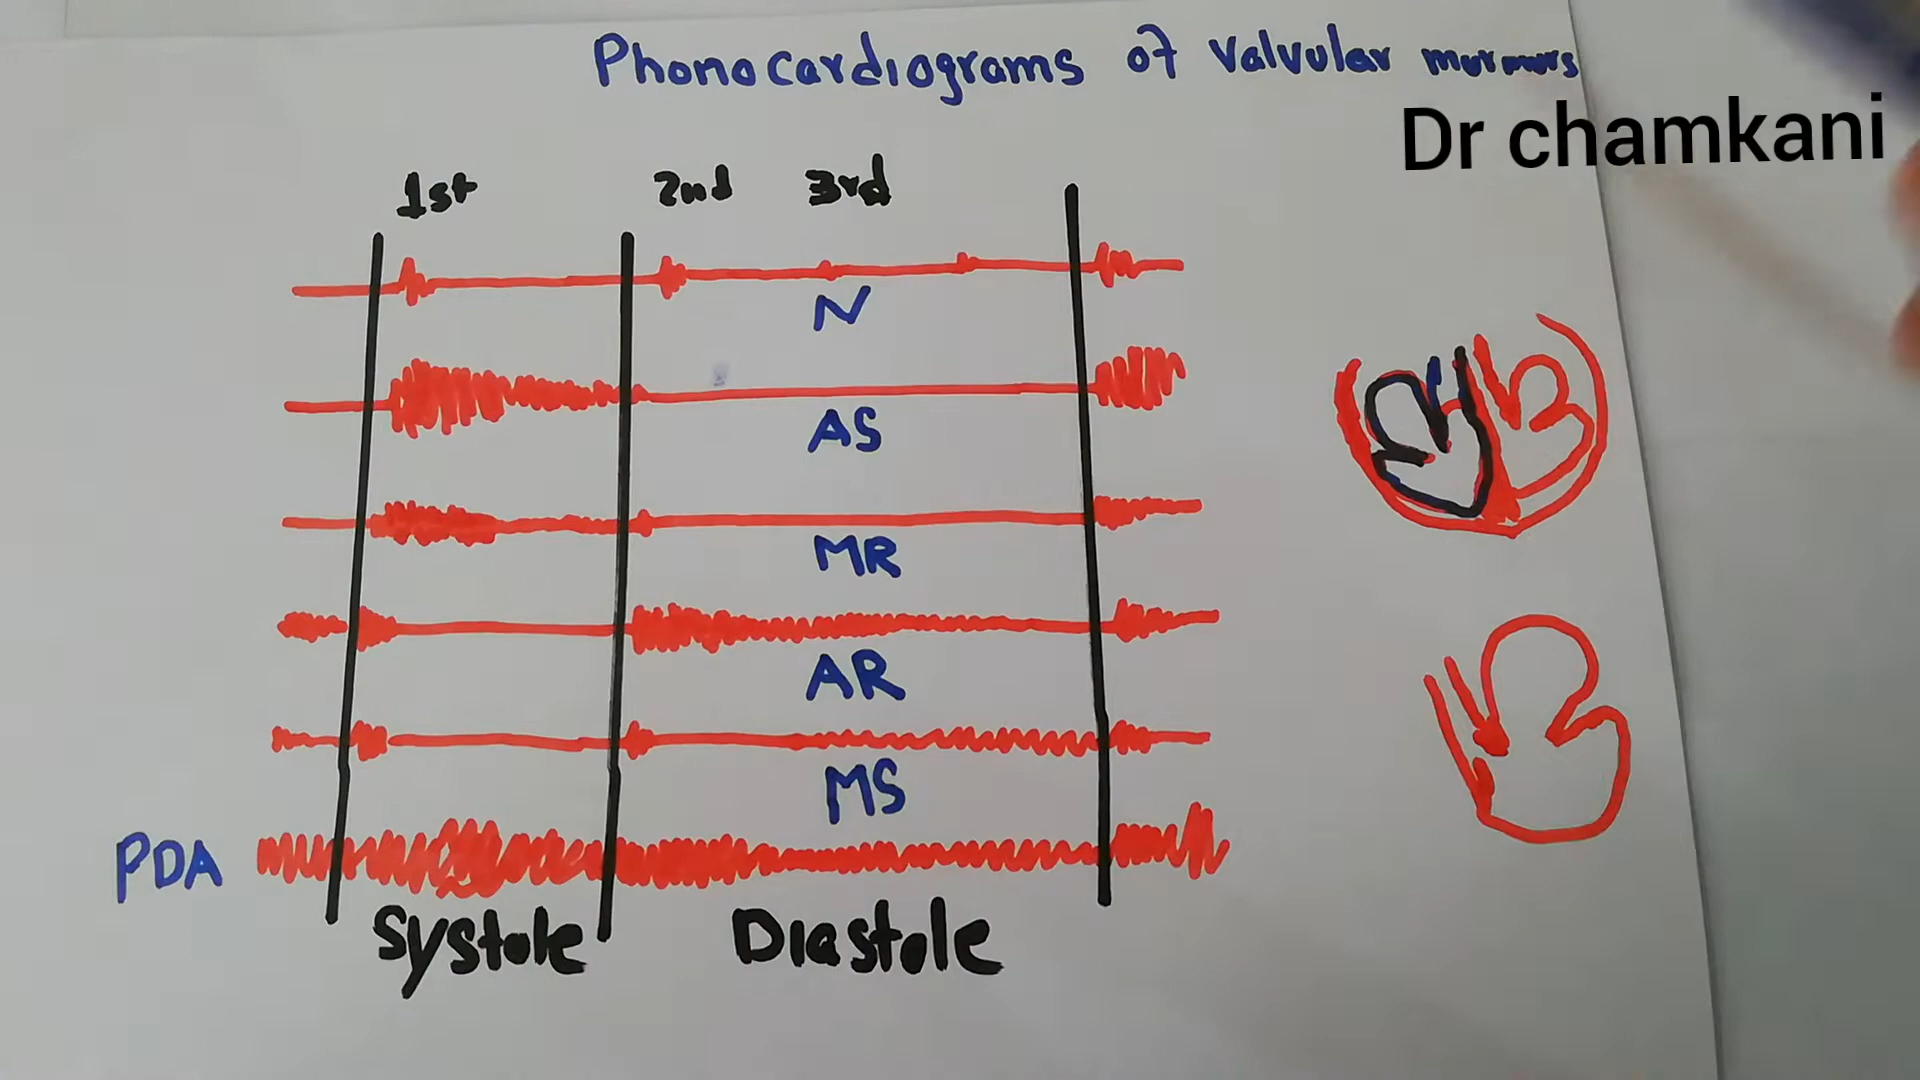 Phonocardiograms of valvular murmurs
Dr chamkani
1st 2nd 3rd
N
AS
MR
AR
MS
PDA
Systole Diastole